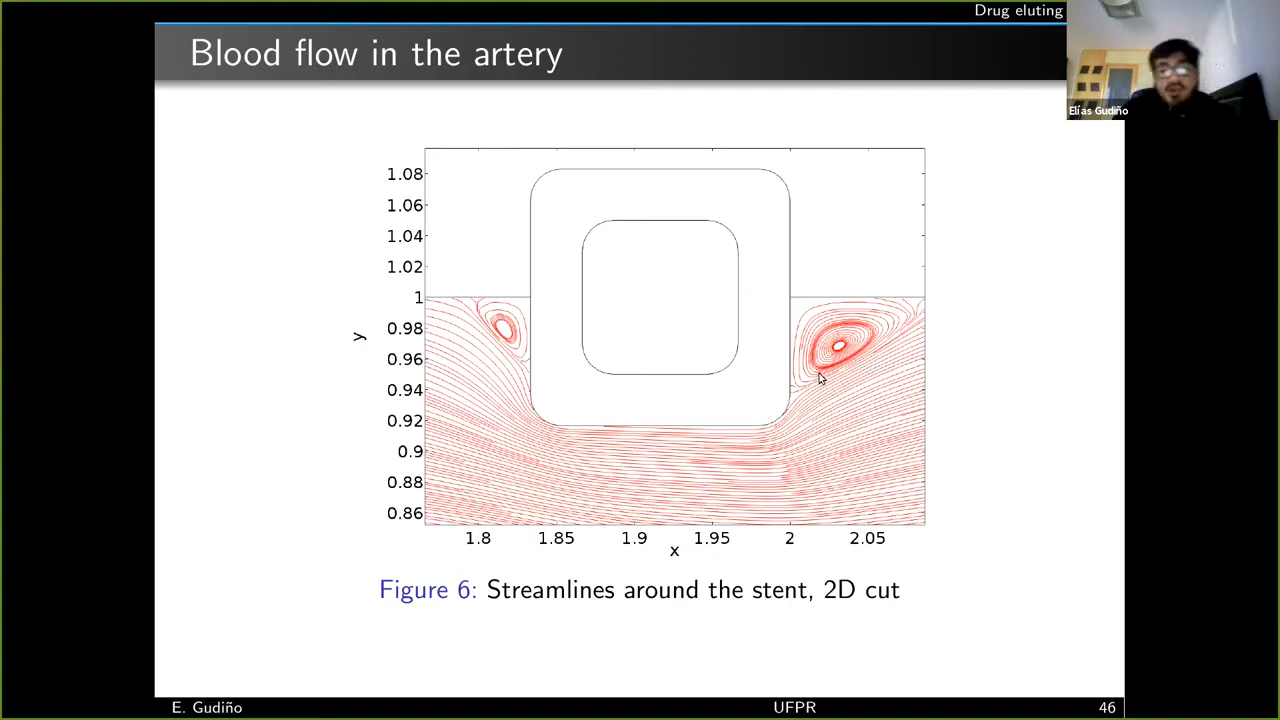 Drug eluting
Blood flow in the artery
Elías Gudiño
1.08
1.06
1.04
1.02
1
0.98
0.96
0.94
0.92
0.9
0.88
0.86
y
1.8 1.85 1.9 1.95 2 2.05
x
Figure 6: Streamlines around the stent, 2D cut
E. Gudiño UFPR 46